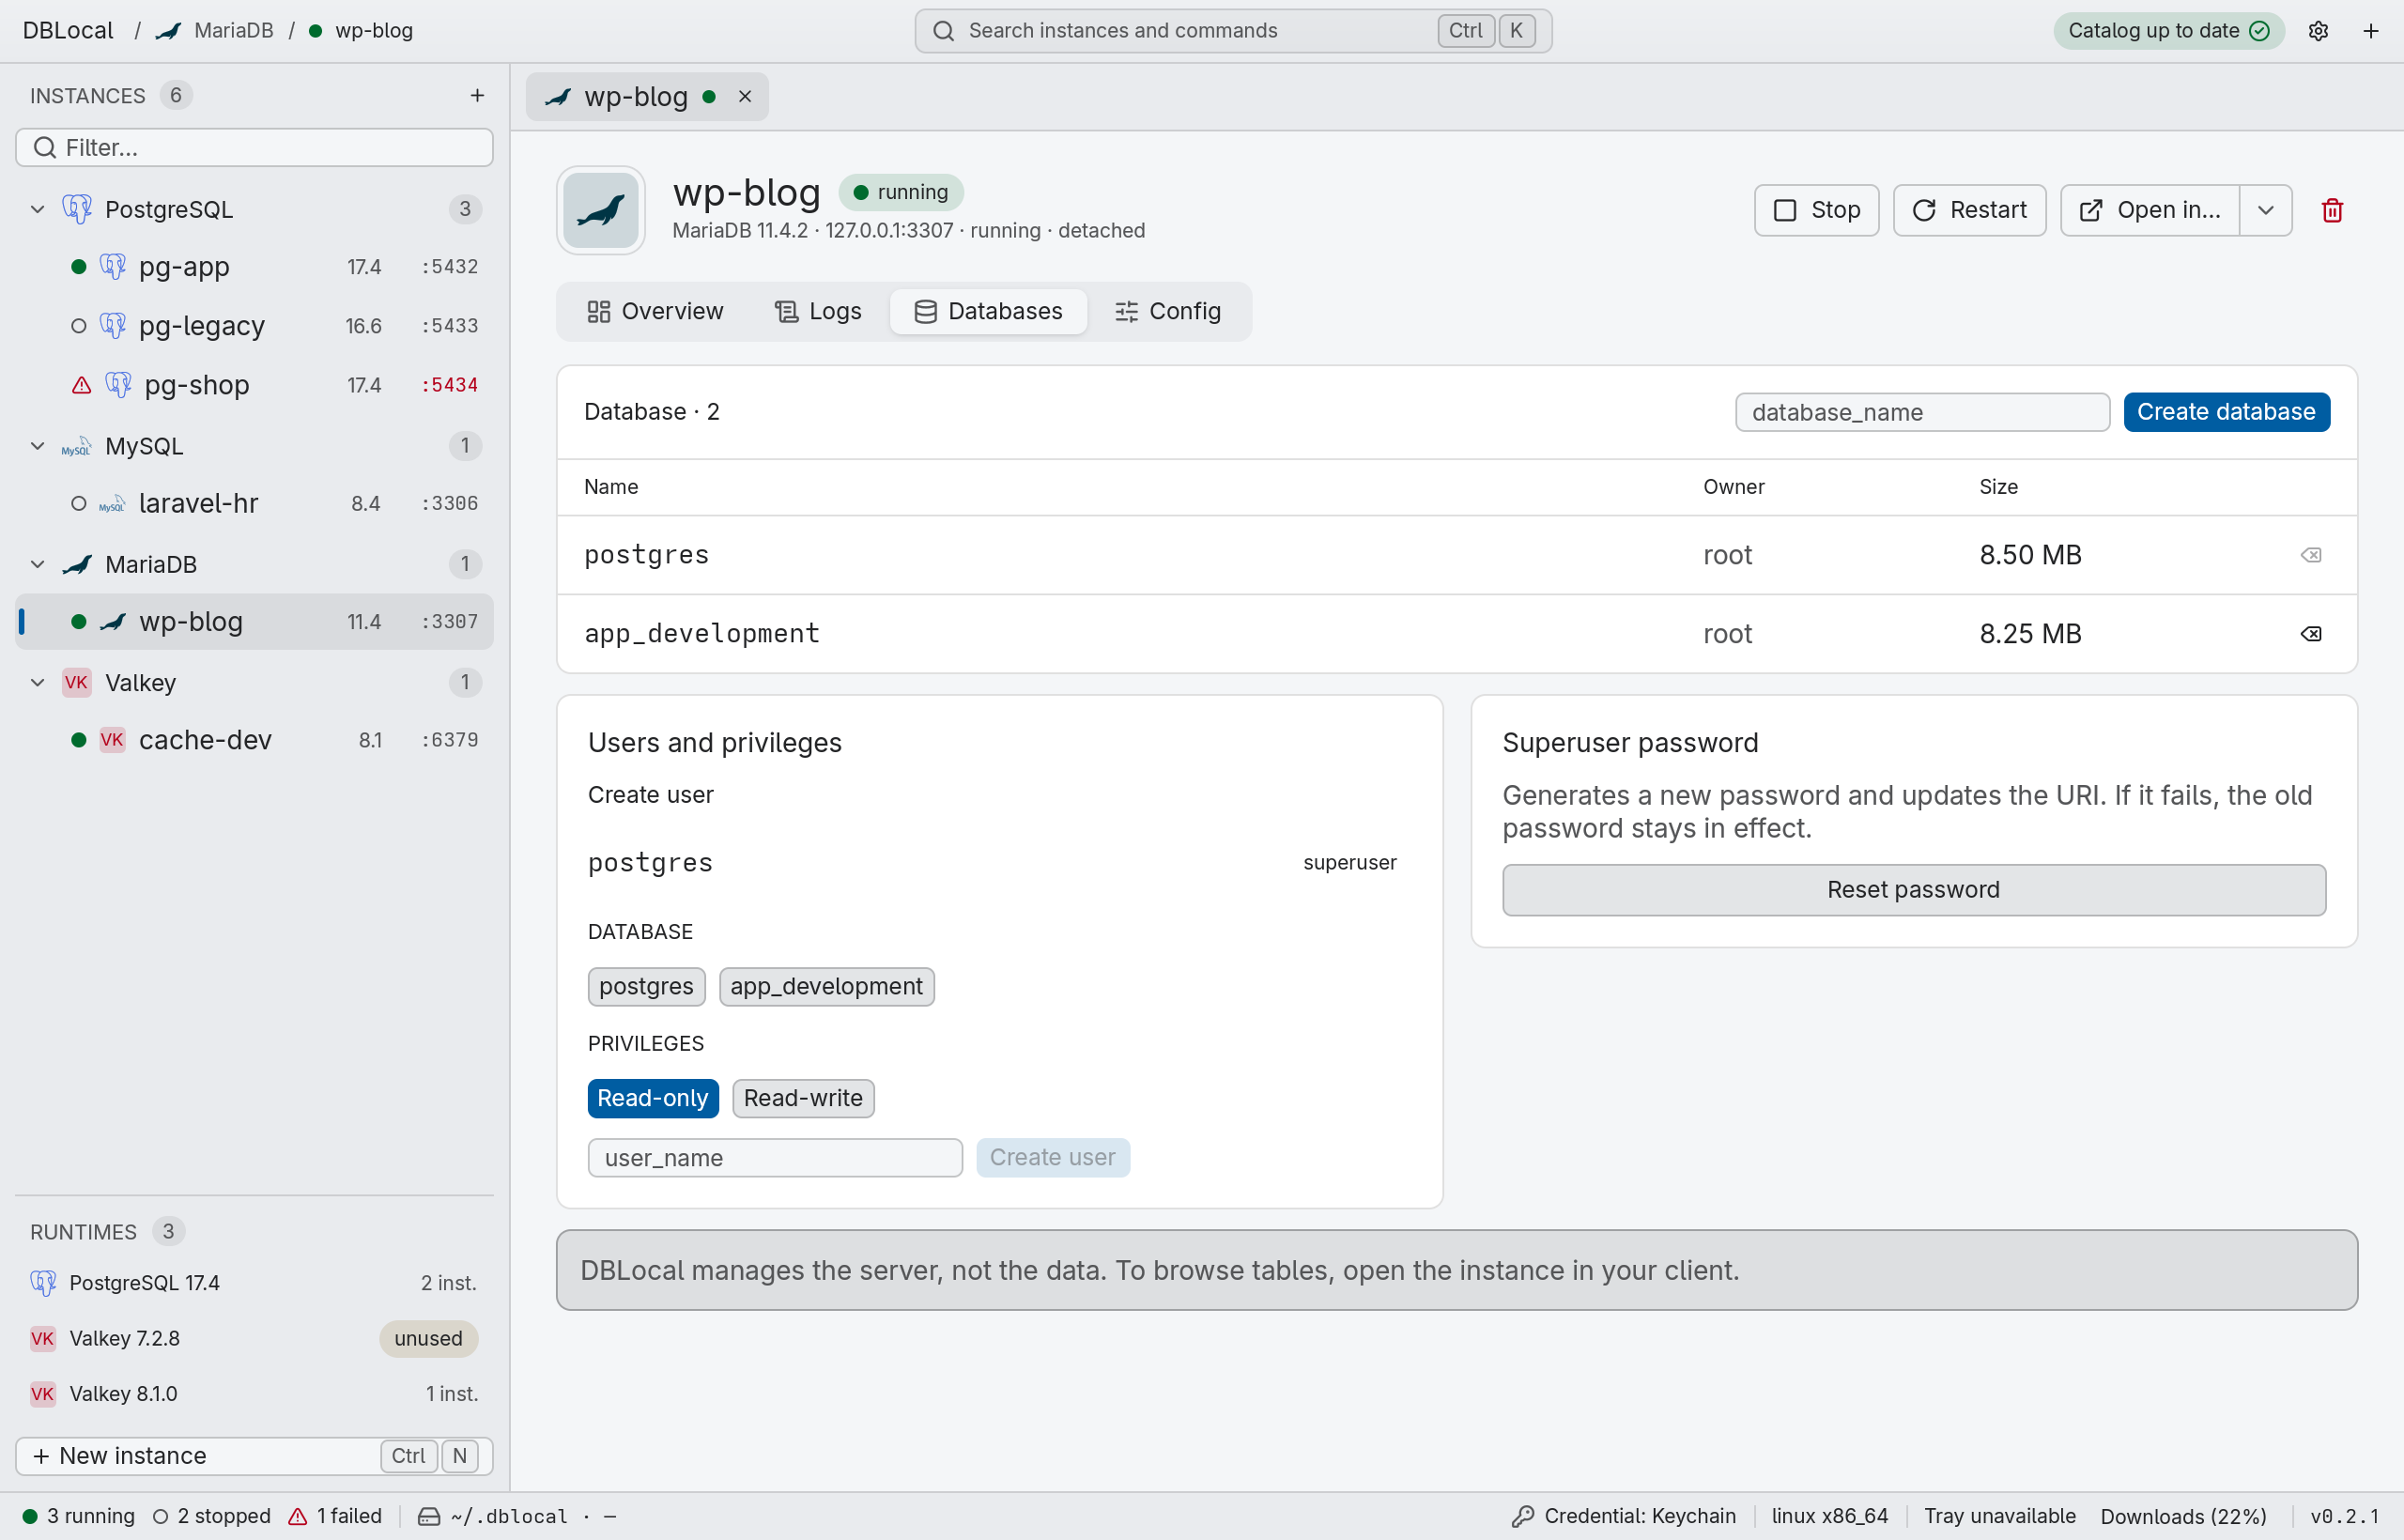 DBLocal / MariaDB / wp-blog
Search instances and commands Ctrl K
Catalog up to date
INSTANCES 6
Filter...
PostgreSQL 3
pg-app 17.4 :5432
pg-legacy 16.6 :5433
pg-shop 17.4 :5434
MySQL 1
MySQL laravel-hr 8.4 :3306
MariaDB 1
wp-blog 11.4 :3307
VK Valkey 1
VK cache-dev 8.1 :6379
RUNTIMES 3
PostgreSQL 17.4 2 inst.
VK Valkey 7.2.8 unused
VK Valkey 8.1.0 1 inst.
+ New instance Ctrl N
wp-blog
wp-blog running
MariaDB 11.4.2 · 127.0.0.1:3307 · running · detached
Stop Restart Open in...
Overview Logs Databases Config
Database · 2 database_name Create database
Name Owner Size
postgres root 8.50 MB
app_development root 8.25 MB
Users and privileges
Create user
postgres superuser
DATABASE
postgres app_development
PRIVILEGES
Read-only Read-write
user_name Create user
Superuser password
Generates a new password and updates the URI. If it fails, the old
password stays in effect.
Reset password
DBLocal manages the server, not the data. To browse tables, open the instance in your client.
3 running 2 stopped 1 failed ~/.dblocal · —
Credential: Keychain linux x86_64 Tray unavailable Downloads (22%) v0.2.1